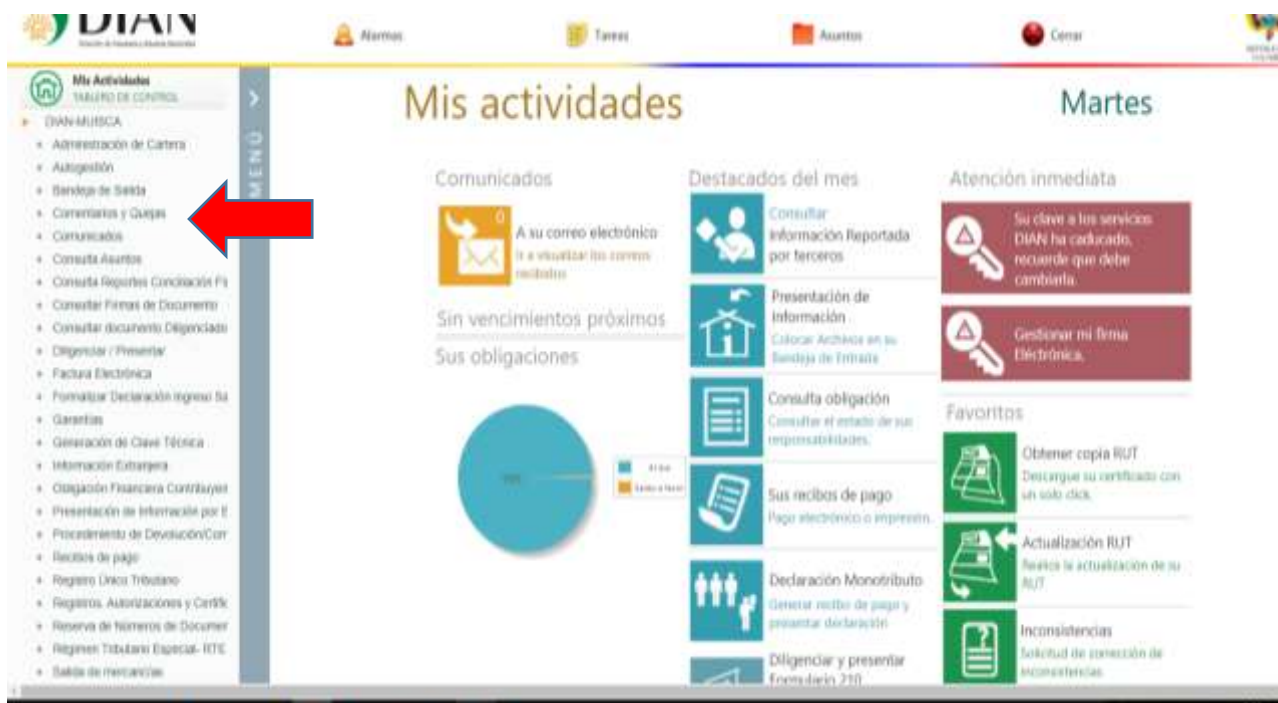 DIAN
Alarmas
Tareas
Asuntos
Cerrar
Mis Actividades
TABLERO DE CONTROL
DIAN-MUISCA
Administración de Cartera
Autogestión
Bandeja de Salida
Comentarios y Quejas
Comunicados
Consulta Asuntos
Consulta Reportes Conciliación Fi
Consultar Firmas de Documento
Consultar documento Diligenciado
Diligenciar / Presentar
Factura Electrónica
Formalizar Declaración Ingreso Sa
Garantías
Generación de Clave Técnica
Información Extranjera
Obligación Financiera Contribuyen
Presentación de Información por E
Procedimiento de Devolución/Com
Recibos de pago
Registro Único Tributario
Registros, Autorizaciones y Certific
Reserva de Números de Documen
Régimen Tributario Especial- RTE
Salida de mercancías
MENÚ
Mis actividades
Martes
Comunicados
0
A su correo electrónico
Ir a visualizar los correos
recibidos
Sin vencimientos próximos
Sus obligaciones
Al día
Saldo a favor
Destacados del mes
Consultar
Información Reportada
por terceros
Presentación de
Información
Colocar Archivos en su
Bandeja de Entrada
Consulta obligación
Consultar el estado de sus
responsabilidades.
Sus recibos de pago
Pago electrónico o impresión.
Declaración Monotributo
Generar recibo de pago y
presentar declaración
Diligenciar y presentar
Formulario 210
Atención inmediata
Su clave a los servicios
DIAN ha caducado,
recuerde que debe
cambiarla.
Gestionar mi firma
Electrónica.
Favoritos
Obtener copia RUT
Descargue su certificado con
un solo click.
Actualización RUT
Realice la actualización de su
RUT
Inconsistencias
Solicitud de corrección de
inconsistencias